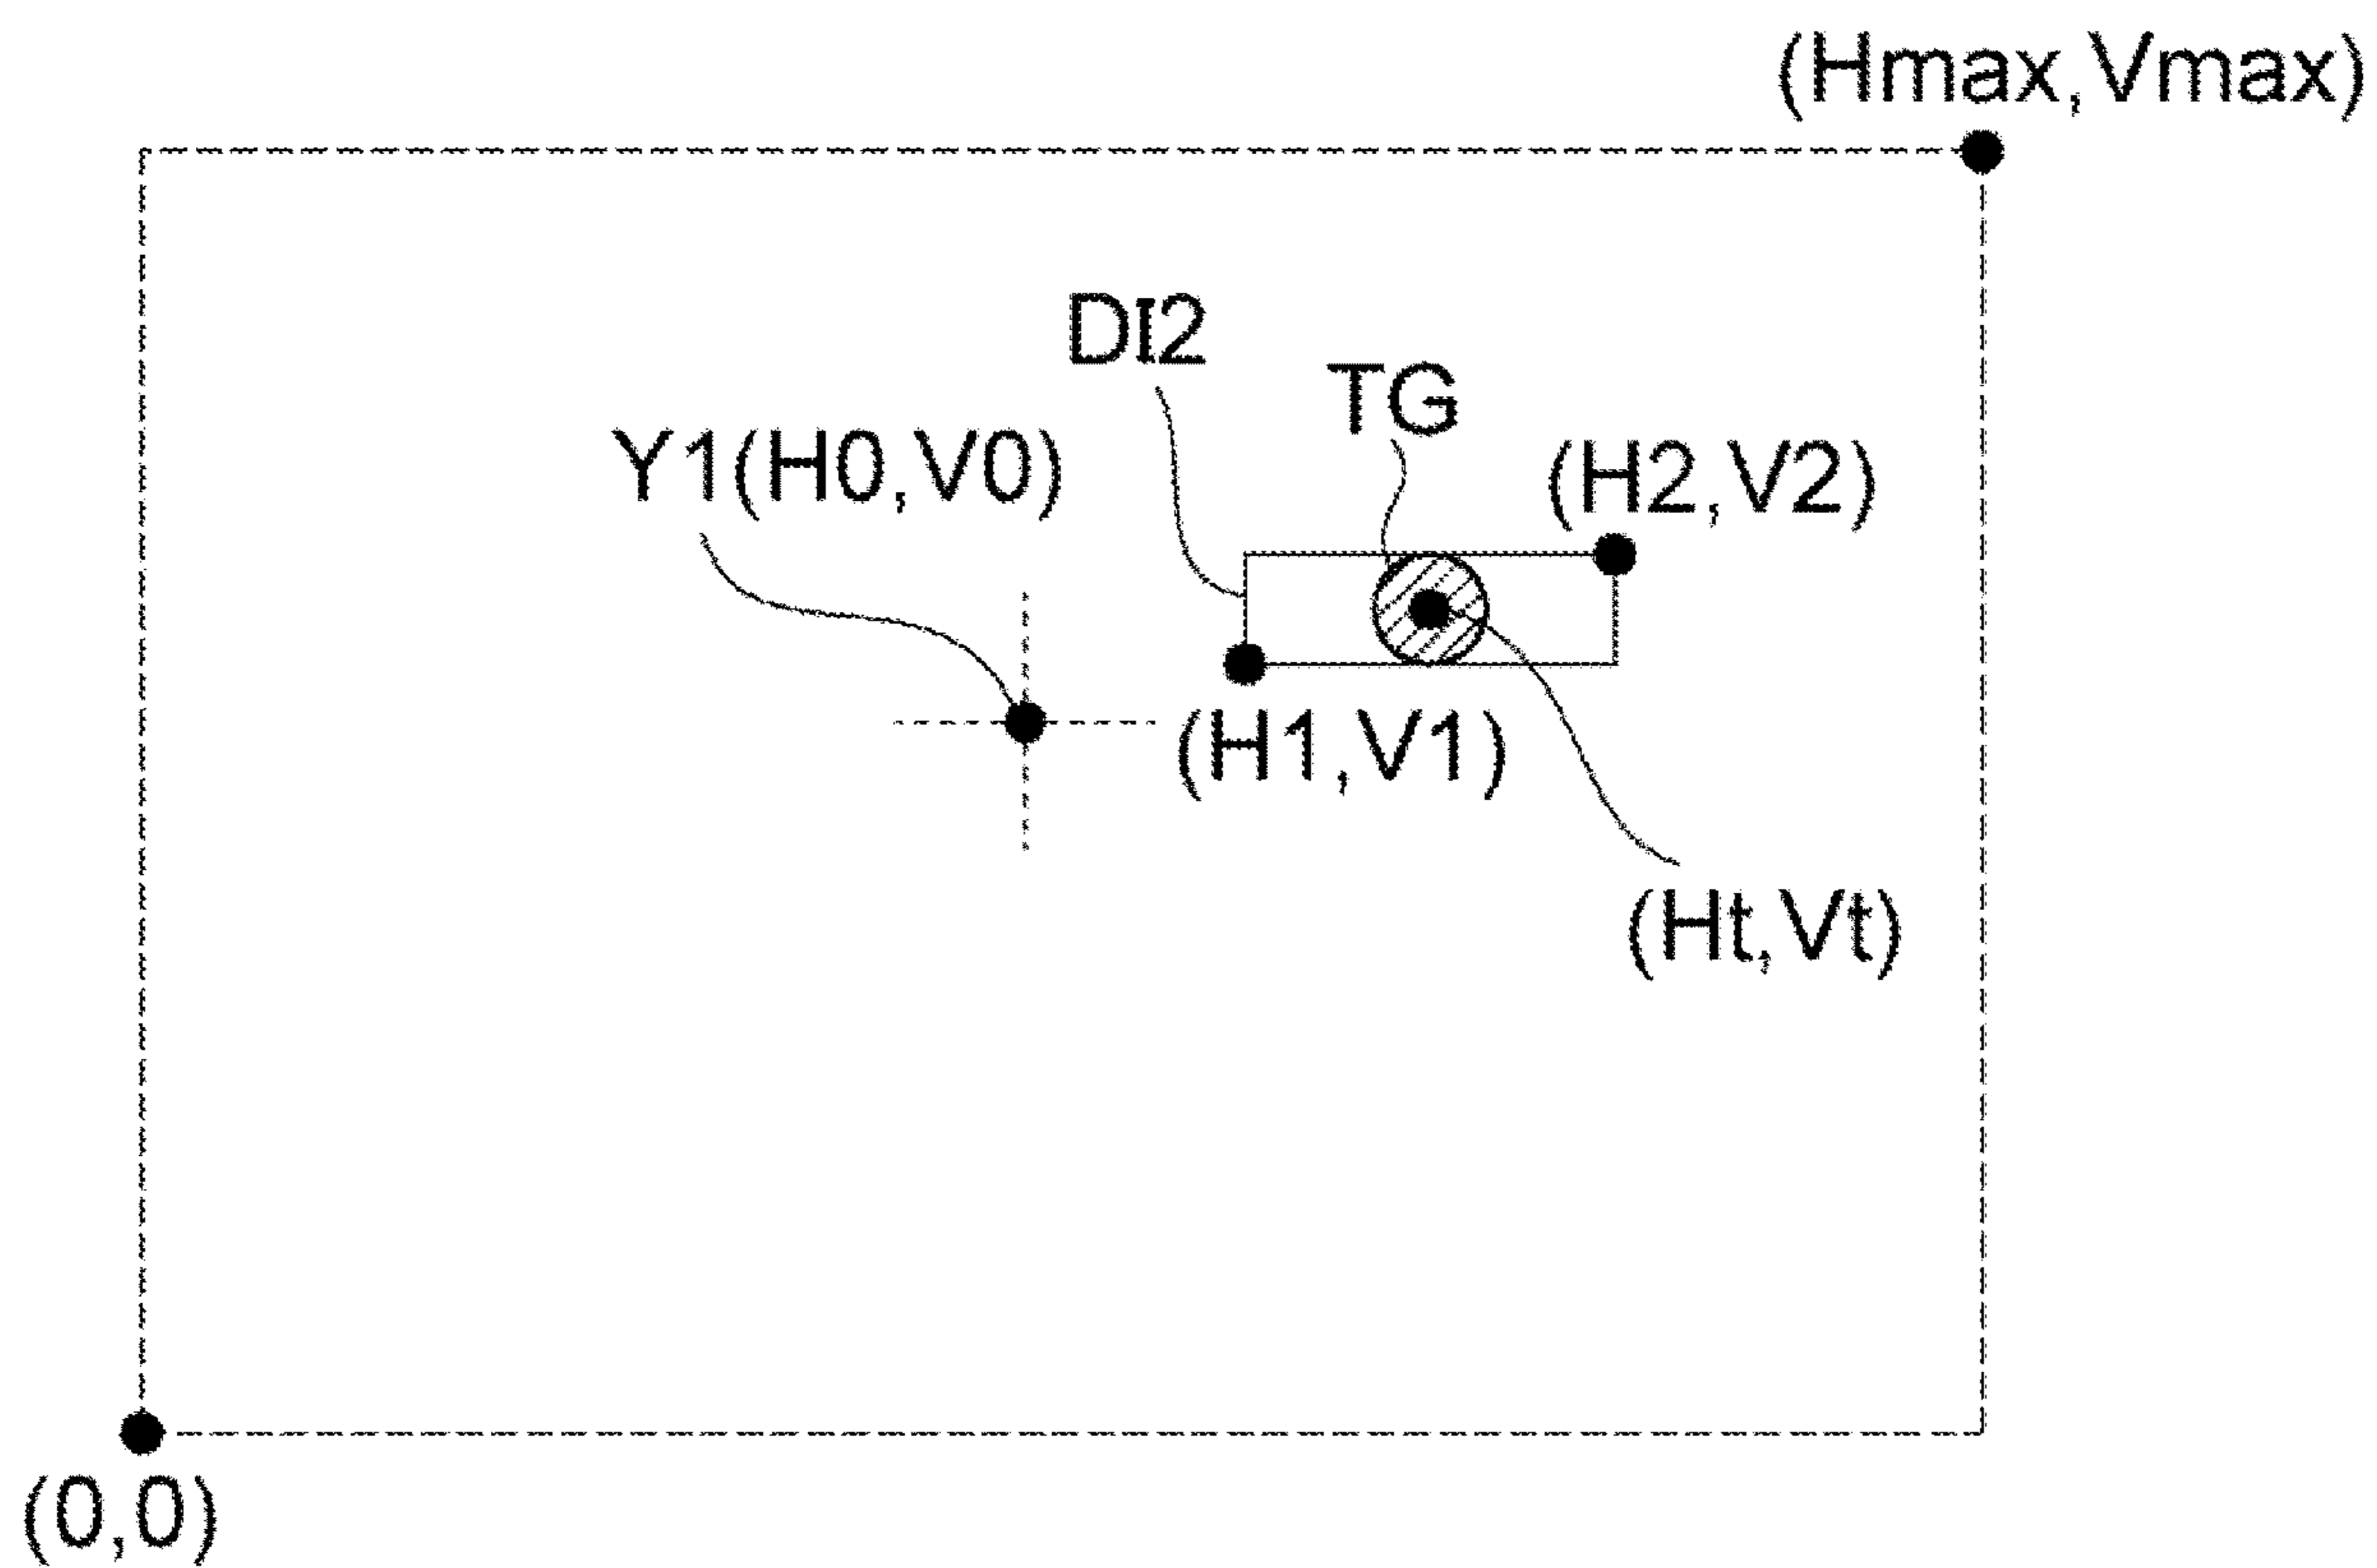 (Hmax,Vmax)
DI2
TG
Y1(H0,V0)
(H2,V2)
(H1,V1)
(Ht,Vt)
(0,0)